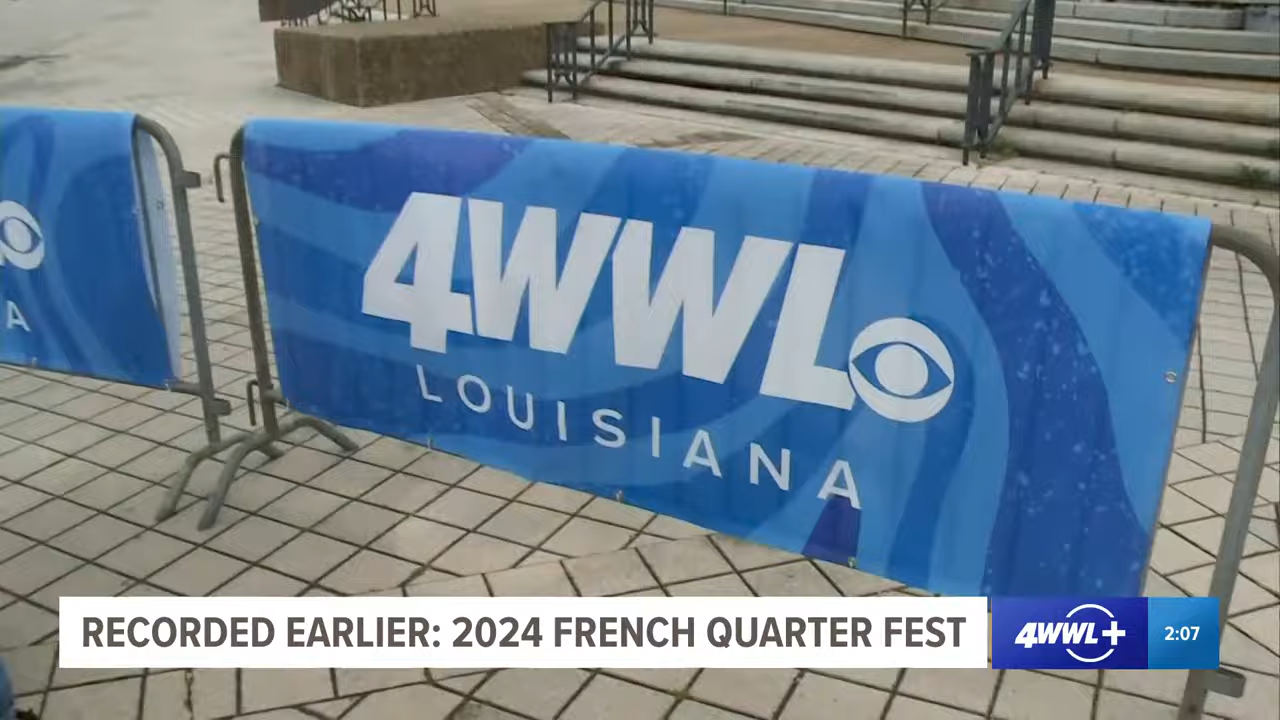 4WWL
LOUISIANA
A
RECORDED EARLIER: 2024 FRENCH QUARTER FEST
4WWL+
2:07